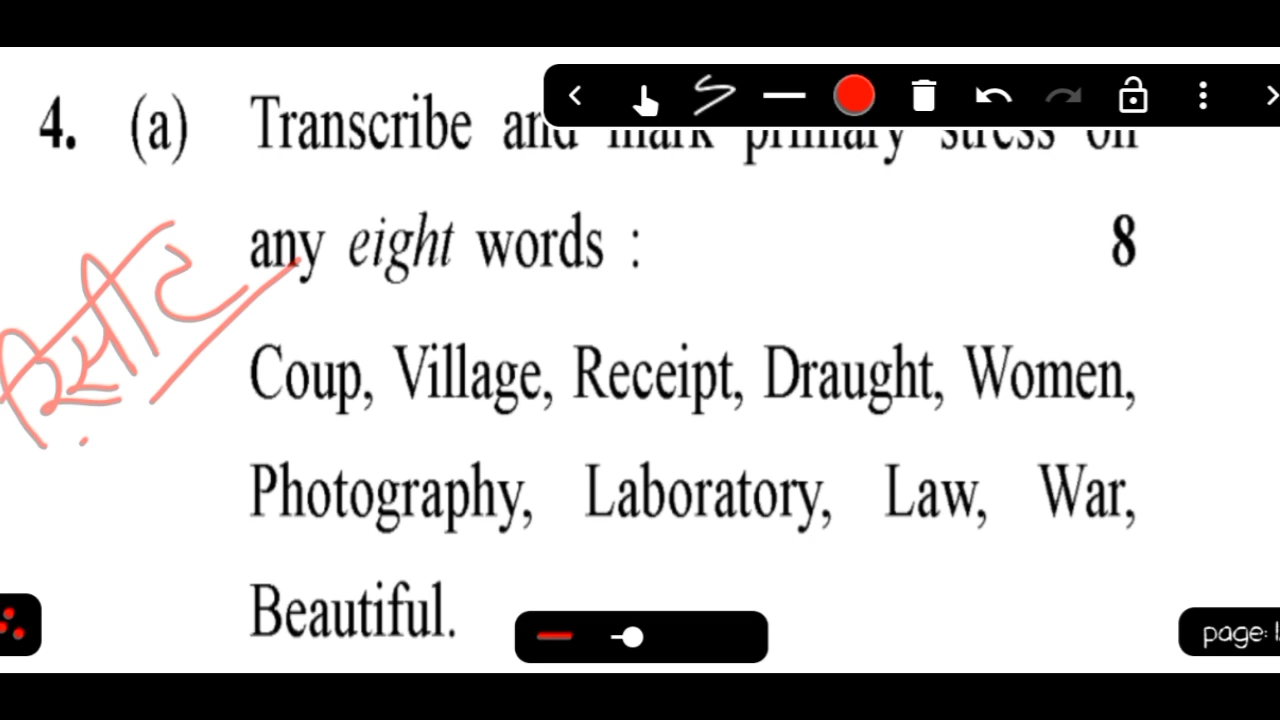 4. (a) Transcribe and mark primary stress on
any eight words : 8
Coup, Village, Receipt, Draught, Women,
Photography, Laboratory, Law, War,
Beautiful.
page: 1